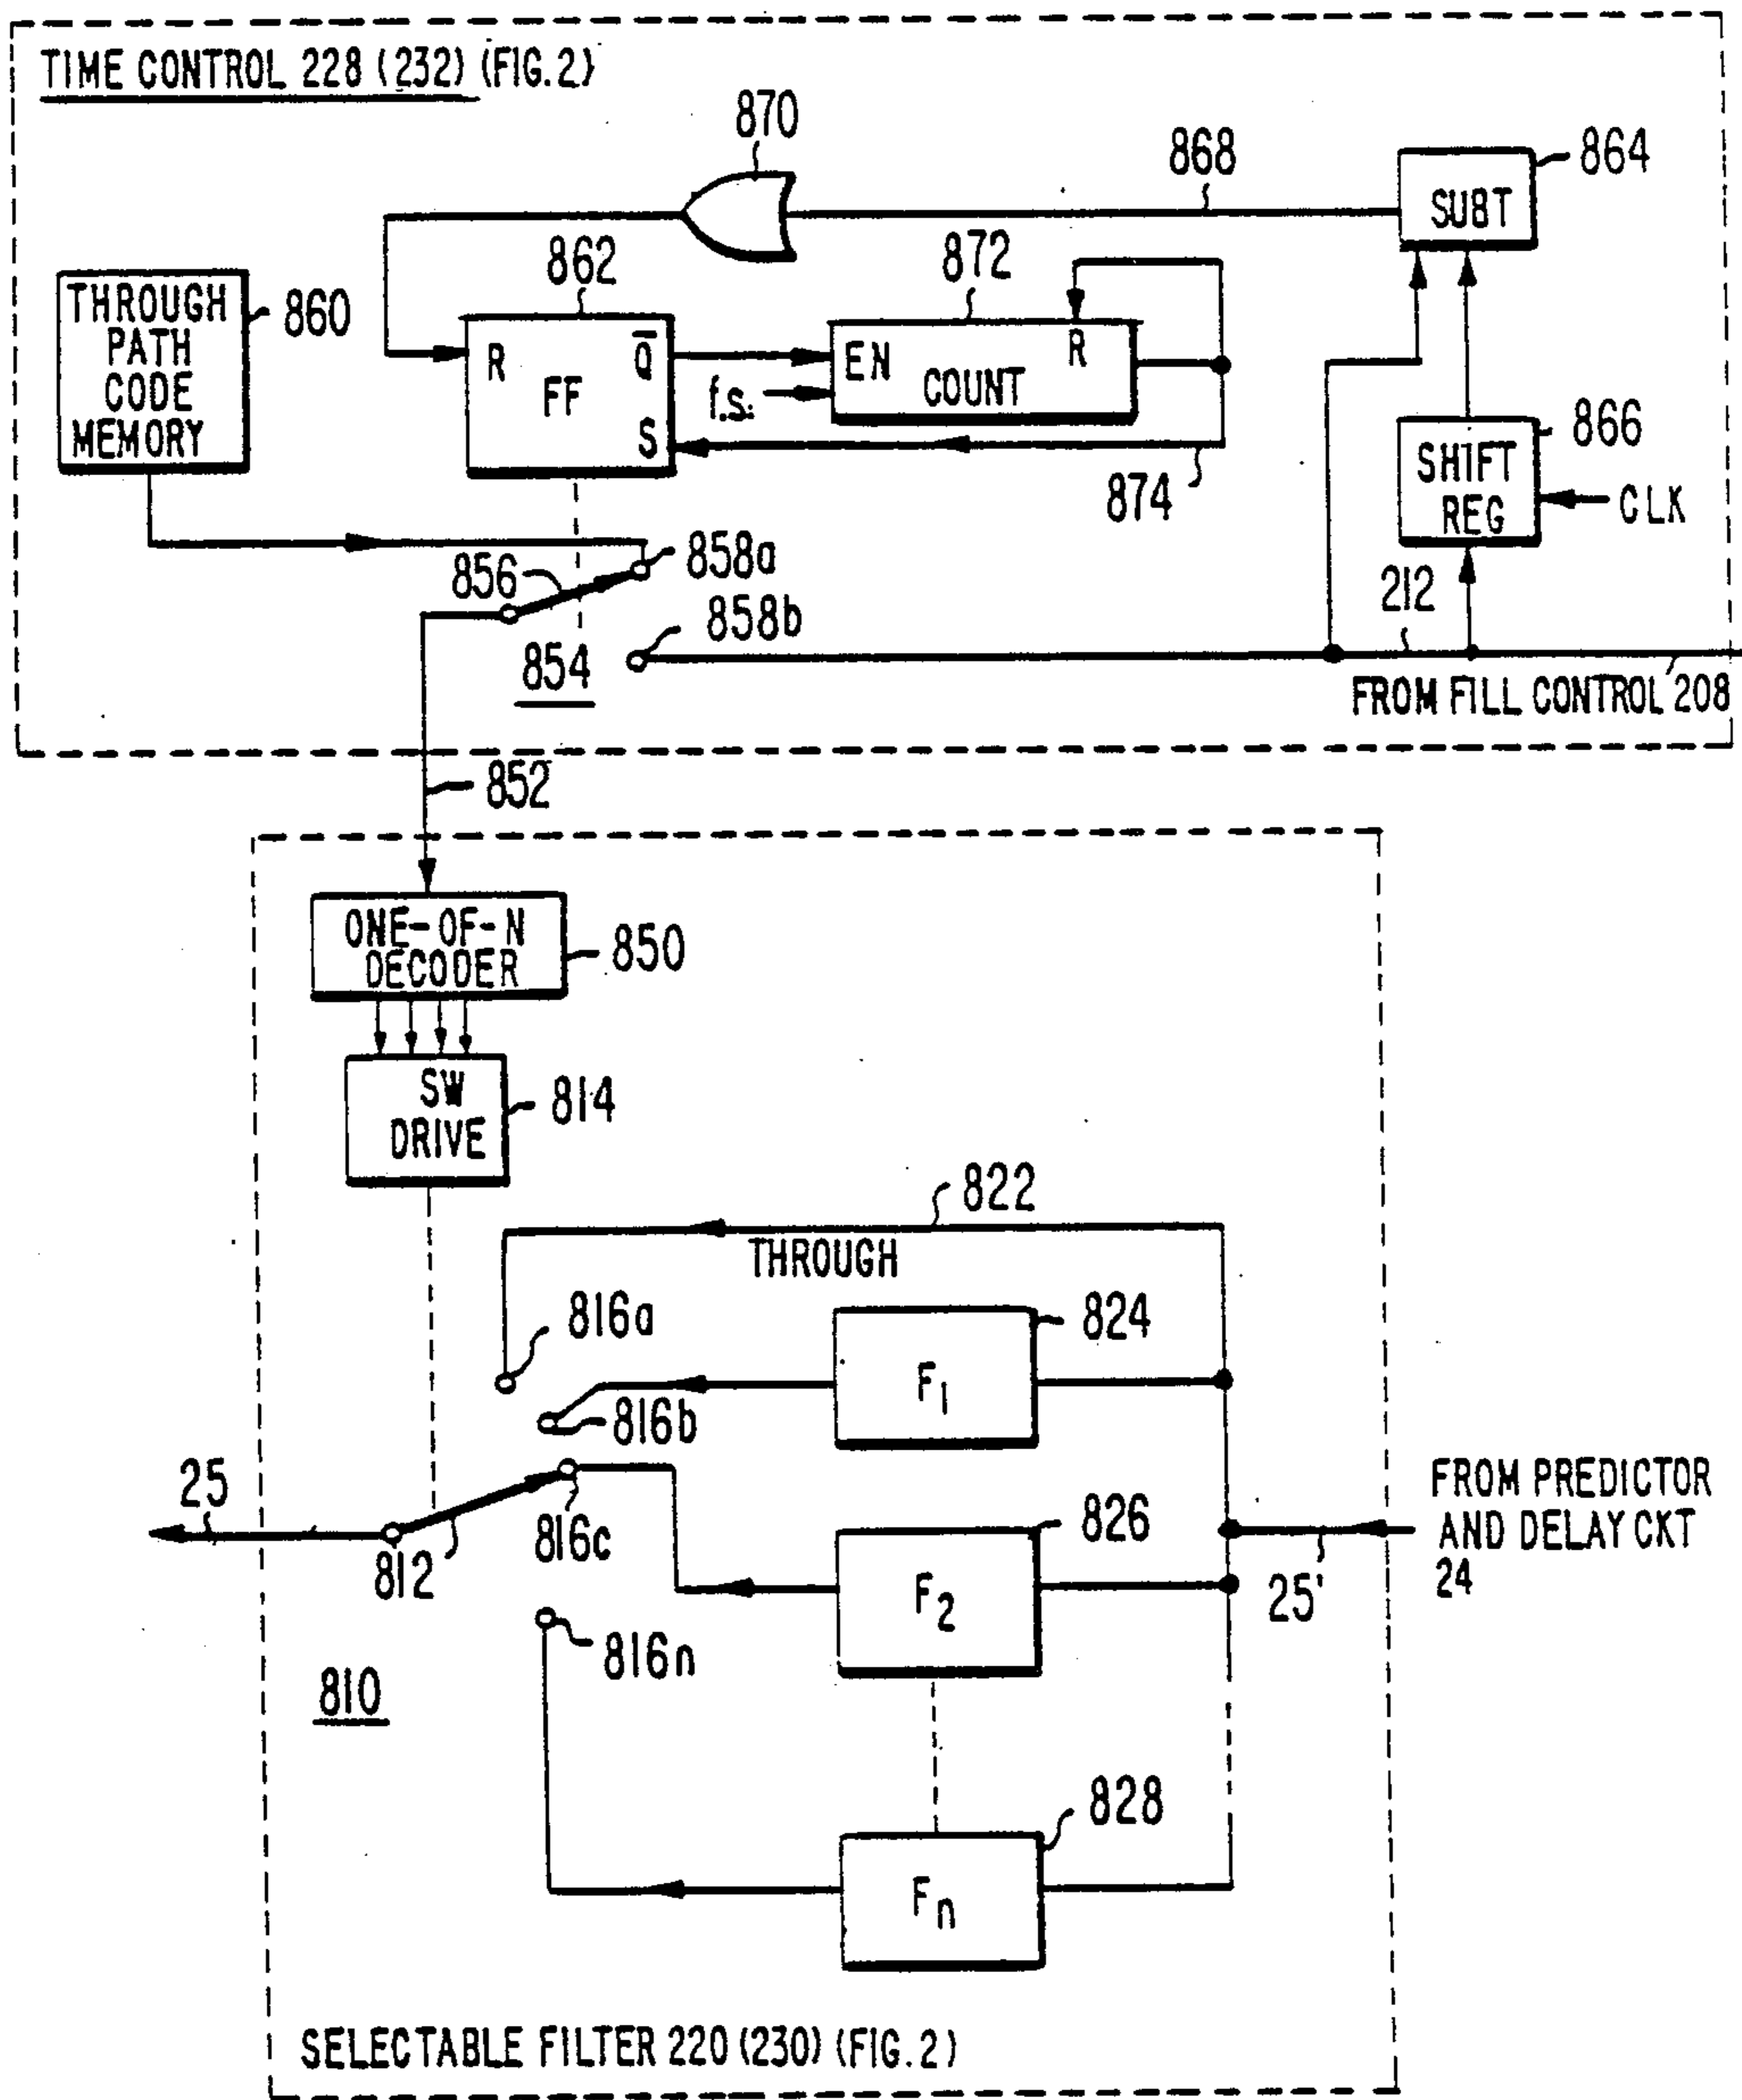 TIME CONTROL 228 (232) (FIG. 2)
870
868
864
SUBT
862
872
THROUGH
PATH
CODE
MEMORY
860
R
Q̅
FF
S
EN
R
COUNT
f.s.
874
866
SHIFT
REG
CLK
856
858a
858b
854
212
FROM FILL CONTROL 208
852
ONE-OF-N
DECODER
850
SW
DRIVE
814
822
THROUGH
816a
824
F1
816b
25
812
816c
826
F2
FROM PREDICTOR
AND DELAY CKT
24
25'
816n
810
828
Fn
SELECTABLE FILTER 220 (230) (FIG. 2)